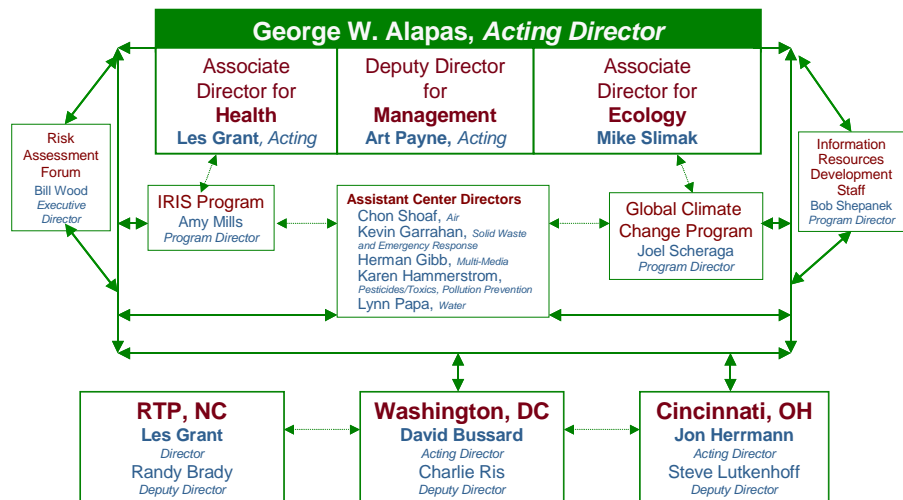 George W. Alapas, Acting Director
Associate
Director for
Health
Les Grant, Acting
Deputy Director
for
Management
Art Payne, Acting
Associate
Director for
Ecology
Mike Slimak
Risk
Assessment
Forum
Bill Wood
Executive
Director
IRIS Program
Amy Mills
Program Director
Assistant Center Directors
Chon Shoaf, Air
Kevin Garrahan, Solid Waste
and Emergency Response
Herman Gibb, Multi-Media
Karen Hammerstrom,
Pesticides/Toxics, Pollution Prevention
Lynn Papa, Water
Global Climate
Change Program
Joel Scheraga
Program Director
Information
Resources
Development
Staff
Bob Shepanek
Program Director
RTP, NC
Les Grant
Director
Randy Brady
Deputy Director
Washington, DC
David Bussard
Acting Director
Charlie Ris
Deputy Director
Cincinnati, OH
Jon Herrmann
Acting Director
Steve Lutkenhoff
Deputy Director